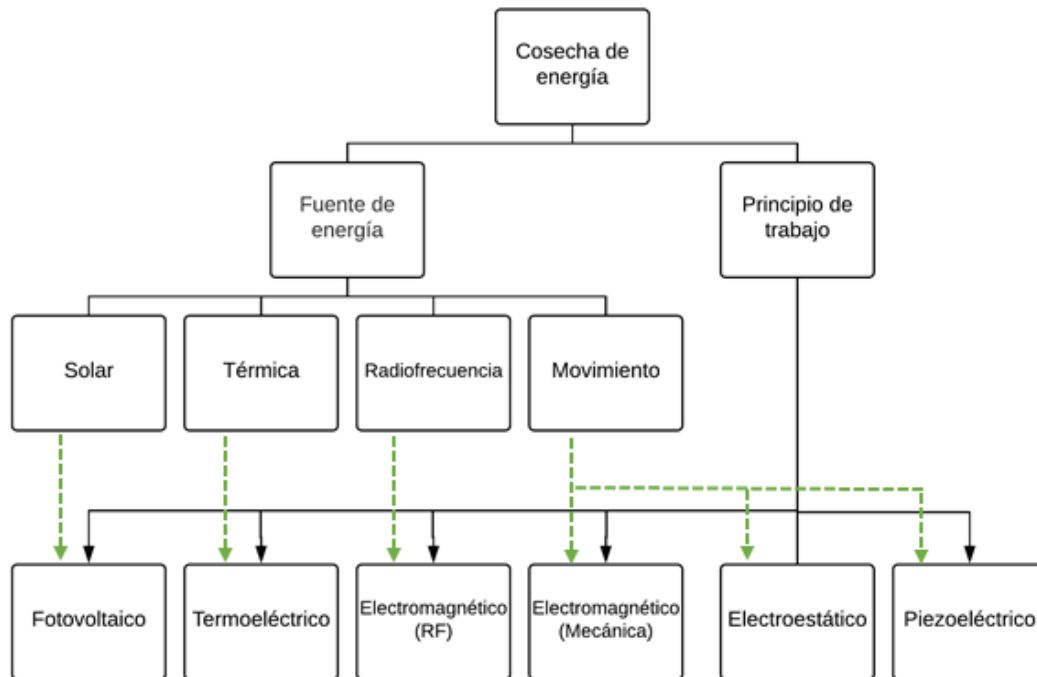 Cosecha de
energía
Fuente de
energía
Principio de
trabajo
Solar
Térmica
Radiofrecuencia
Movimiento
Fotovoltaico
Termoeléctrico
Electromagnético
(RF)
Electromagnético
(Mecánica)
Electroestático
Piezoeléctrico